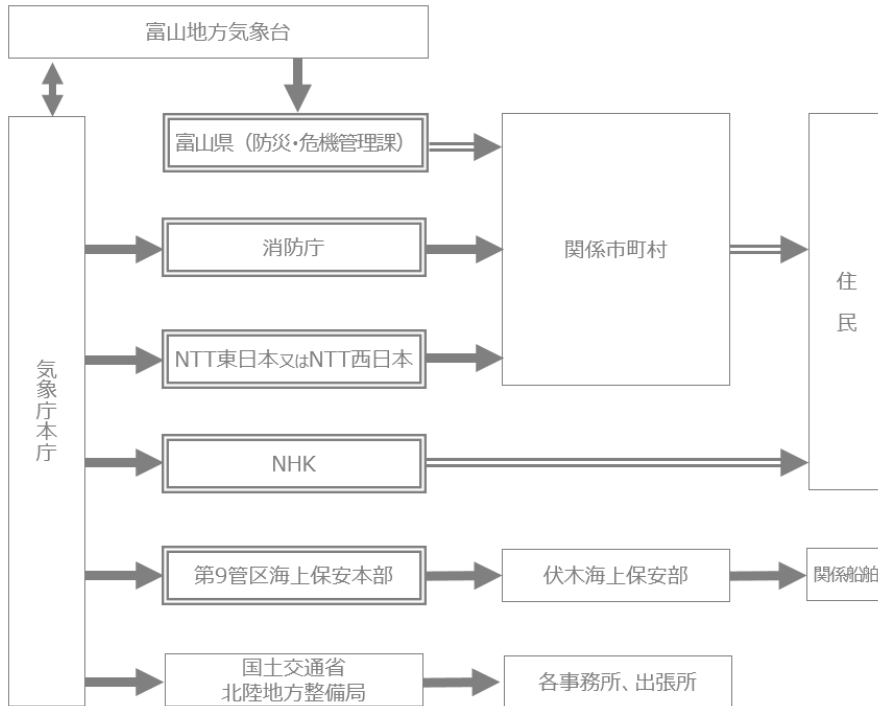 富山地方気象台
富山県（防災・危機管理課）
消防庁
関係市町村
住民
NTT東日本又はNTT西日本
気象庁本庁
NHK
第9管区海上保安本部
伏木海上保安部
関係船舶
国土交通省
北陸地方整備局
各事務所、出張所